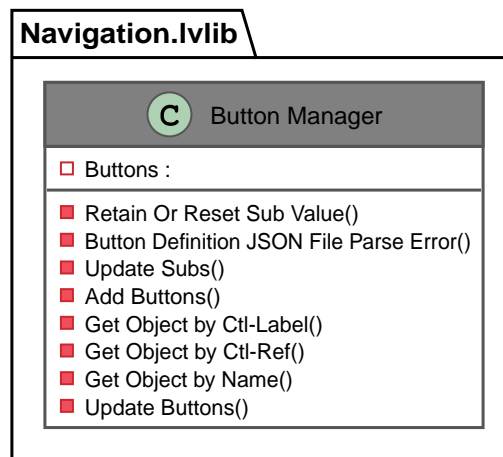 Navigation.lvlib
C Button Manager
Buttons :
Retain Or Reset Sub Value()
Button Definition JSON File Parse Error()
Update Subs()
Add Buttons()
Get Object by Ctl-Label()
Get Object by Ctl-Ref()
Get Object by Name()
Update Buttons()